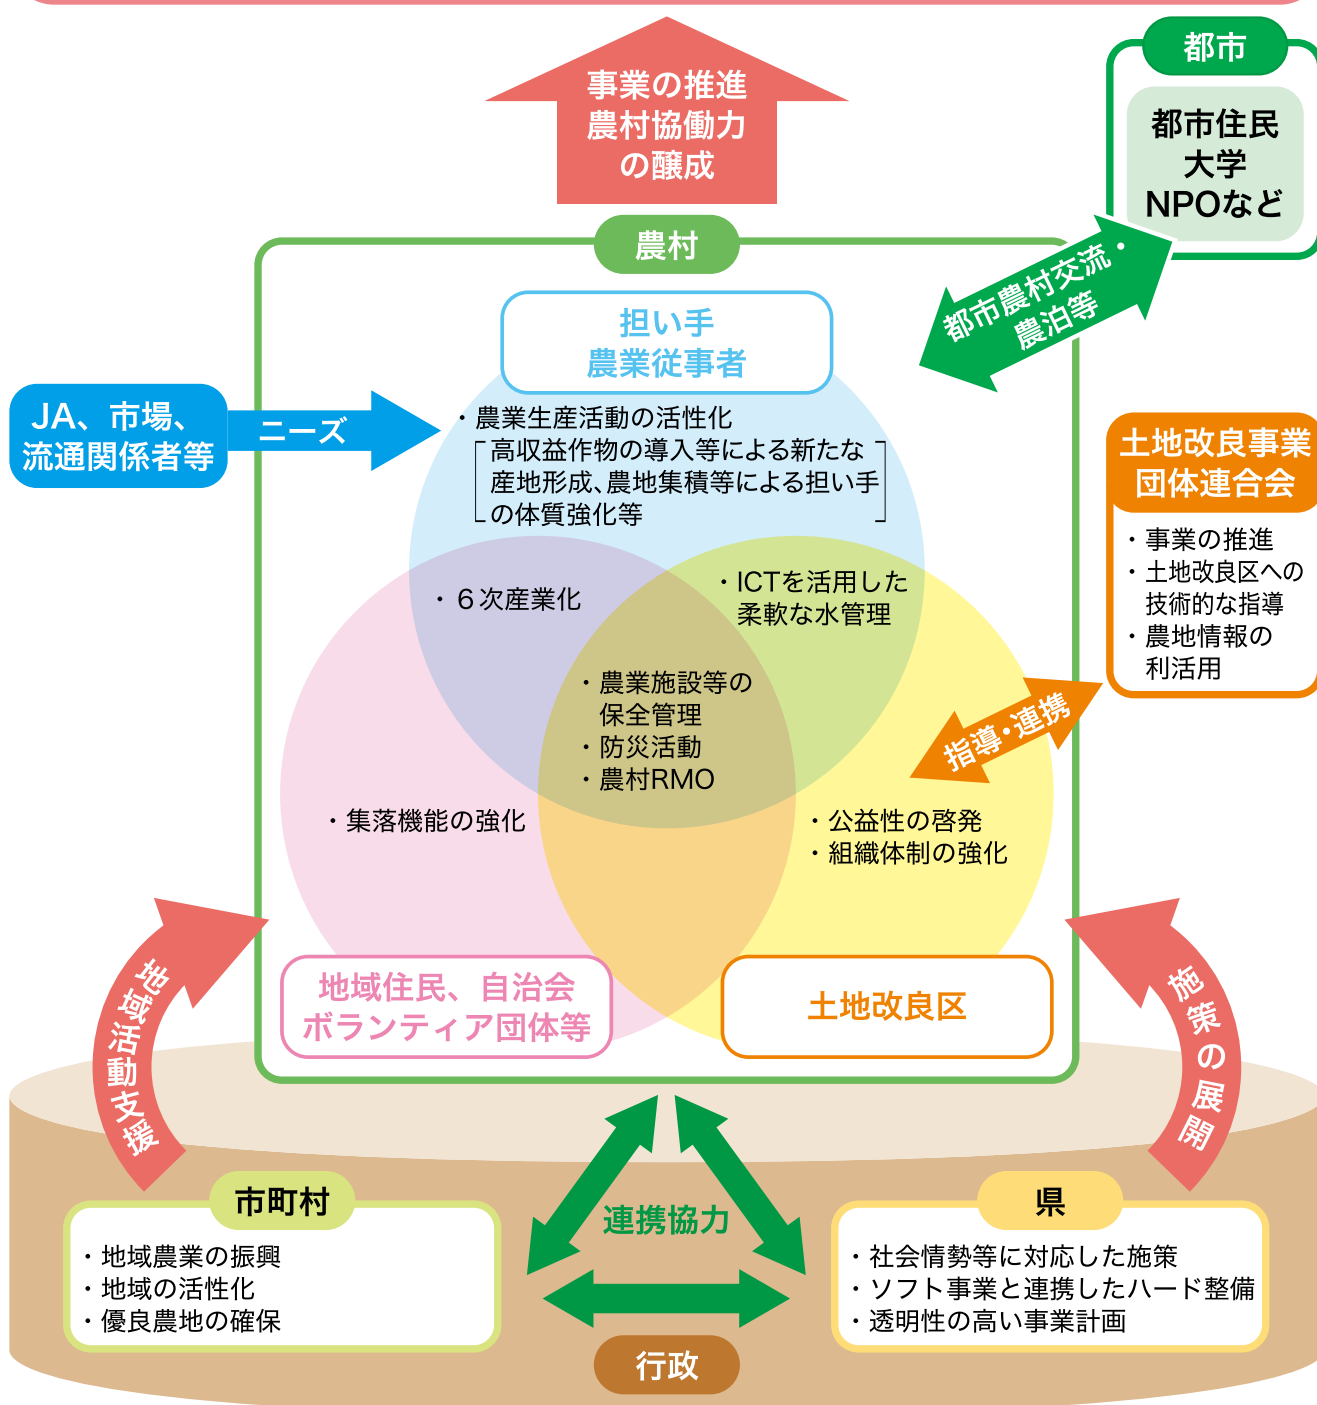 事業の推進
農村協働力
の醸成
都市
都市住民
大学
NPOなど
農村
都市農村交流・
農泊等
担い手
農業従事者
JA、市場、
流通関係者等
ニーズ
・農業生産活動の活性化
高収益作物の導入等による新たな
産地形成、農地集積等による担い手
の体質強化等
土地改良事業
団体連合会
・事業の推進
・土地改良区への
技術的な指導
・農地情報の
利活用
・６次産業化
・ICTを活用した
柔軟な水管理
・農業施設等の
保全管理
・防災活動
・農村RMO
指導・連携
・集落機能の強化
・公益性の啓発
・組織体制の強化
地域住民、自治会
ボランティア団体等
土地改良区
地域活動支援
施策の展開
連携協力
市町村
・地域農業の振興
・地域の活性化
・優良農地の確保
県
・社会情勢等に対応した施策
・ソフト事業と連携したハード整備
・透明性の高い事業計画
行政